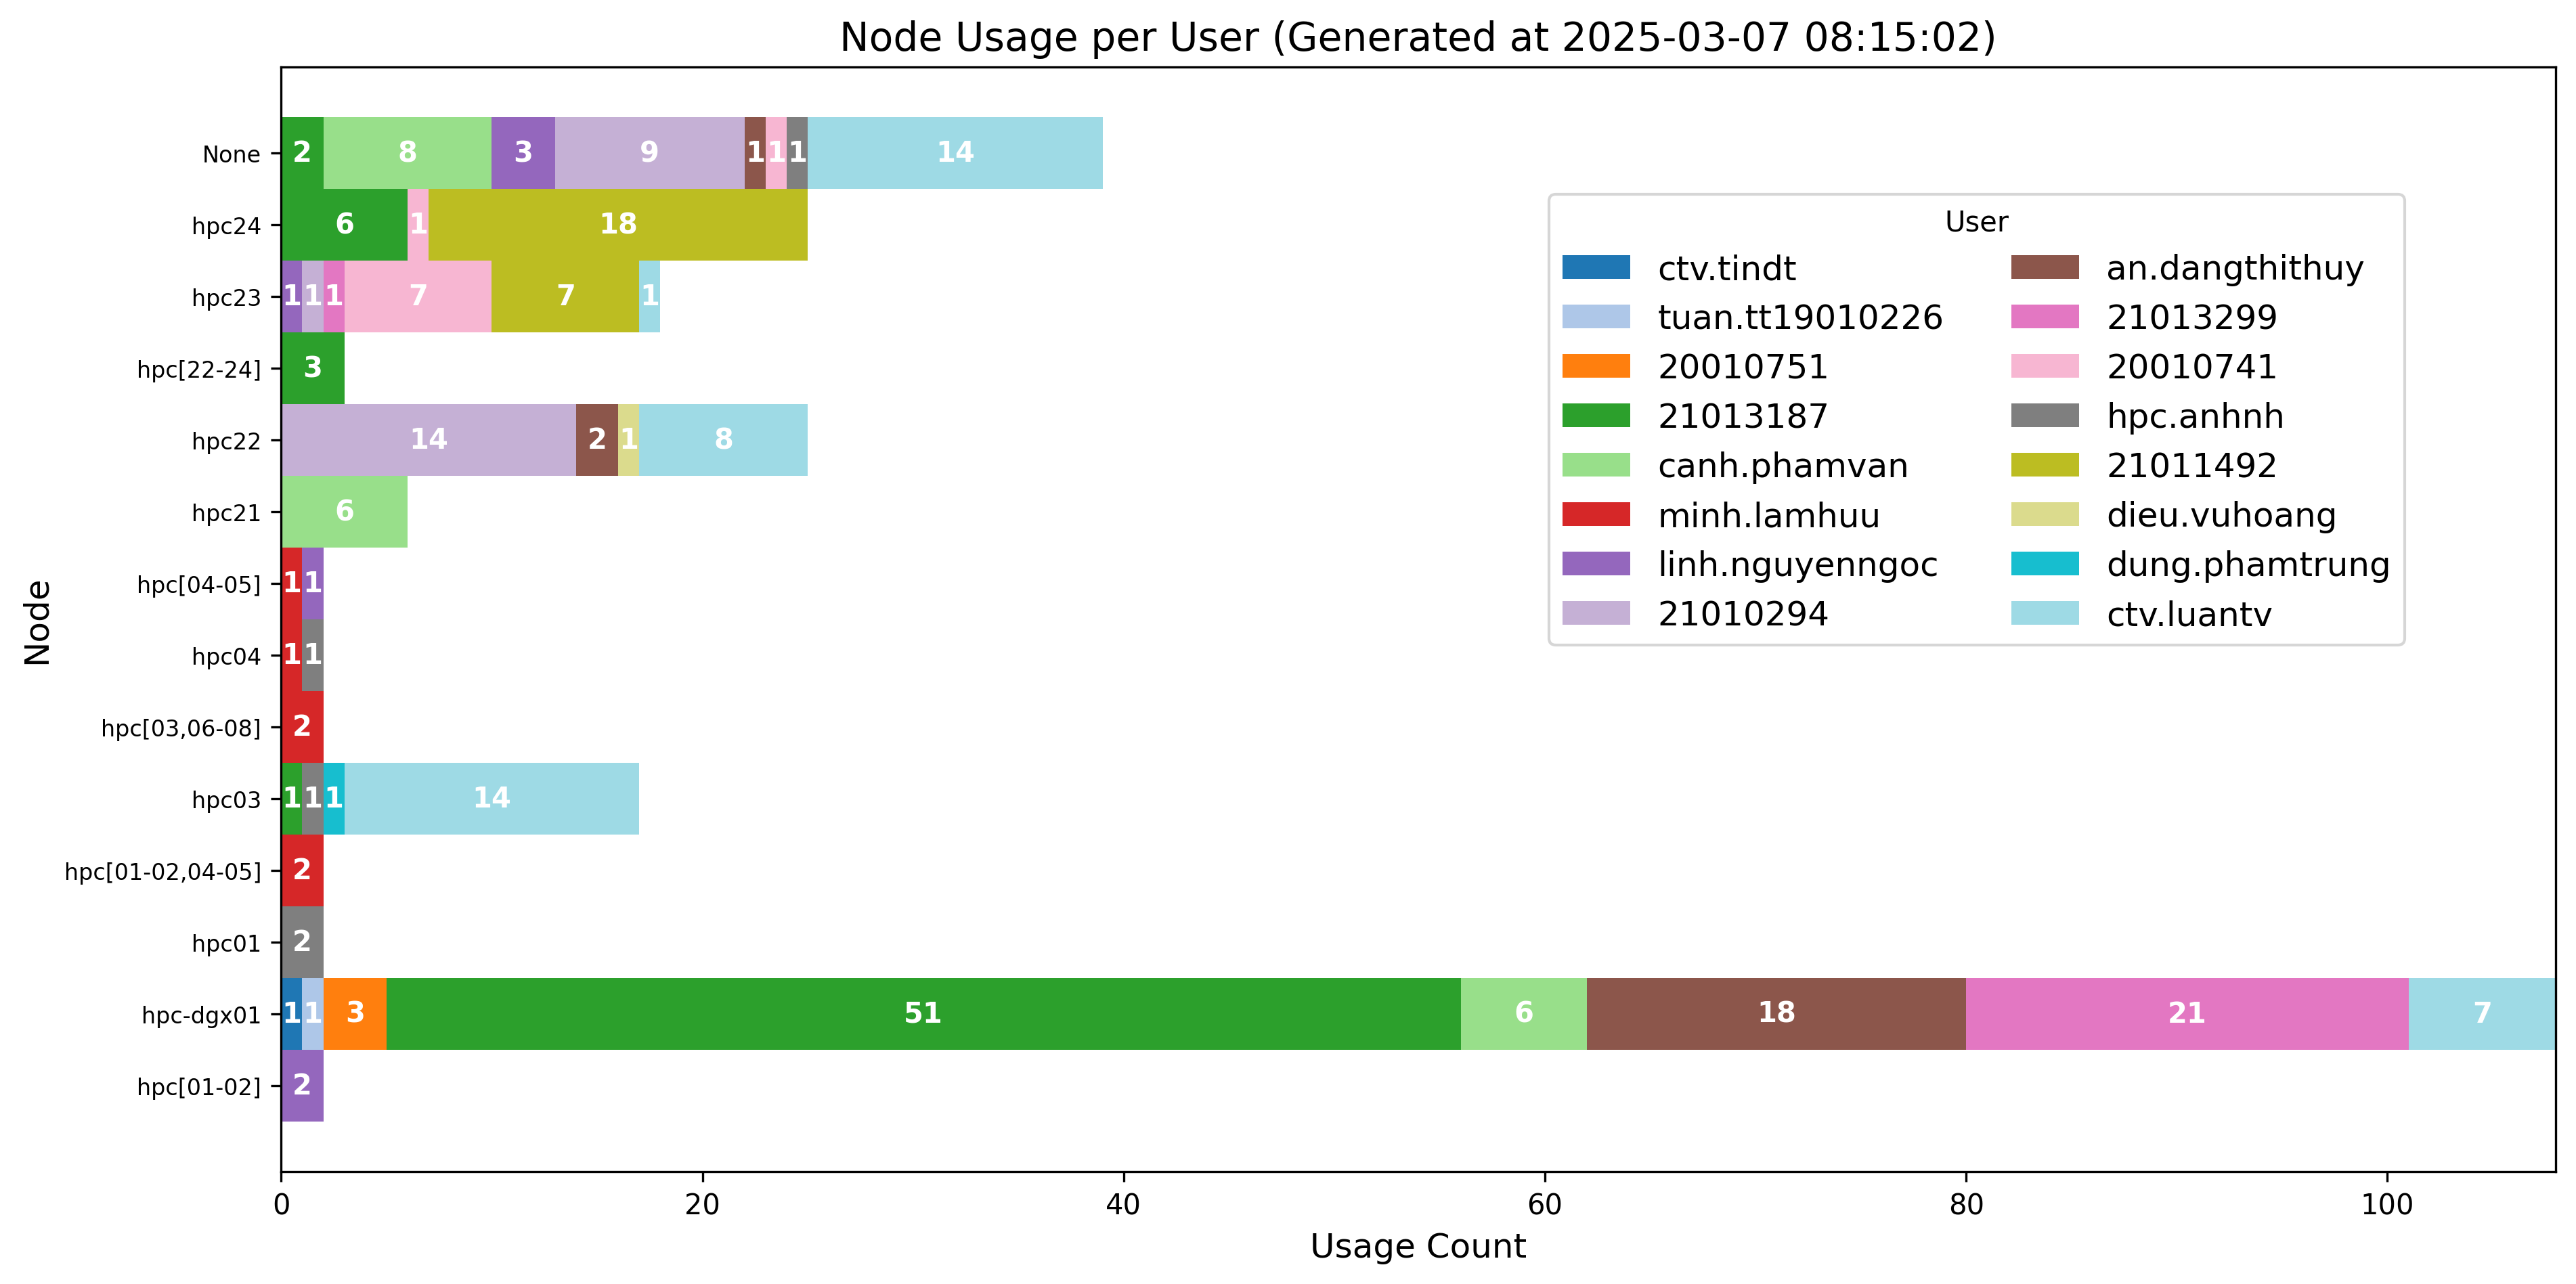 Node Usage per User (Generated at 2025-03-07 08:15:02)
None 2 8 3 9 1 1 1 14
hpc24 6 1 18
hpc23 1 1 1 7 7 1
hpc[22-24] 3
hpc22 14 2 1 8
hpc21 6
hpc[04-05] 1 1
hpc04 1 1
hpc[03,06-08] 2
hpc03 1 1 1 14
hpc[01-02,04-05] 2
hpc01 2
hpc-dgx01 1 1 3 51 6 18 21 7
hpc[01-02] 2
Node
0 20 40 60 80 100
Usage Count
User
ctv.tindt
tuan.tt19010226
20010751
21013187
canh.phamvan
minh.lamhuu
linh.nguyenngoc
21010294
an.dangthithuy
21013299
20010741
hpc.anhnh
21011492
dieu.vuhoang
dung.phamtrung
ctv.luantv